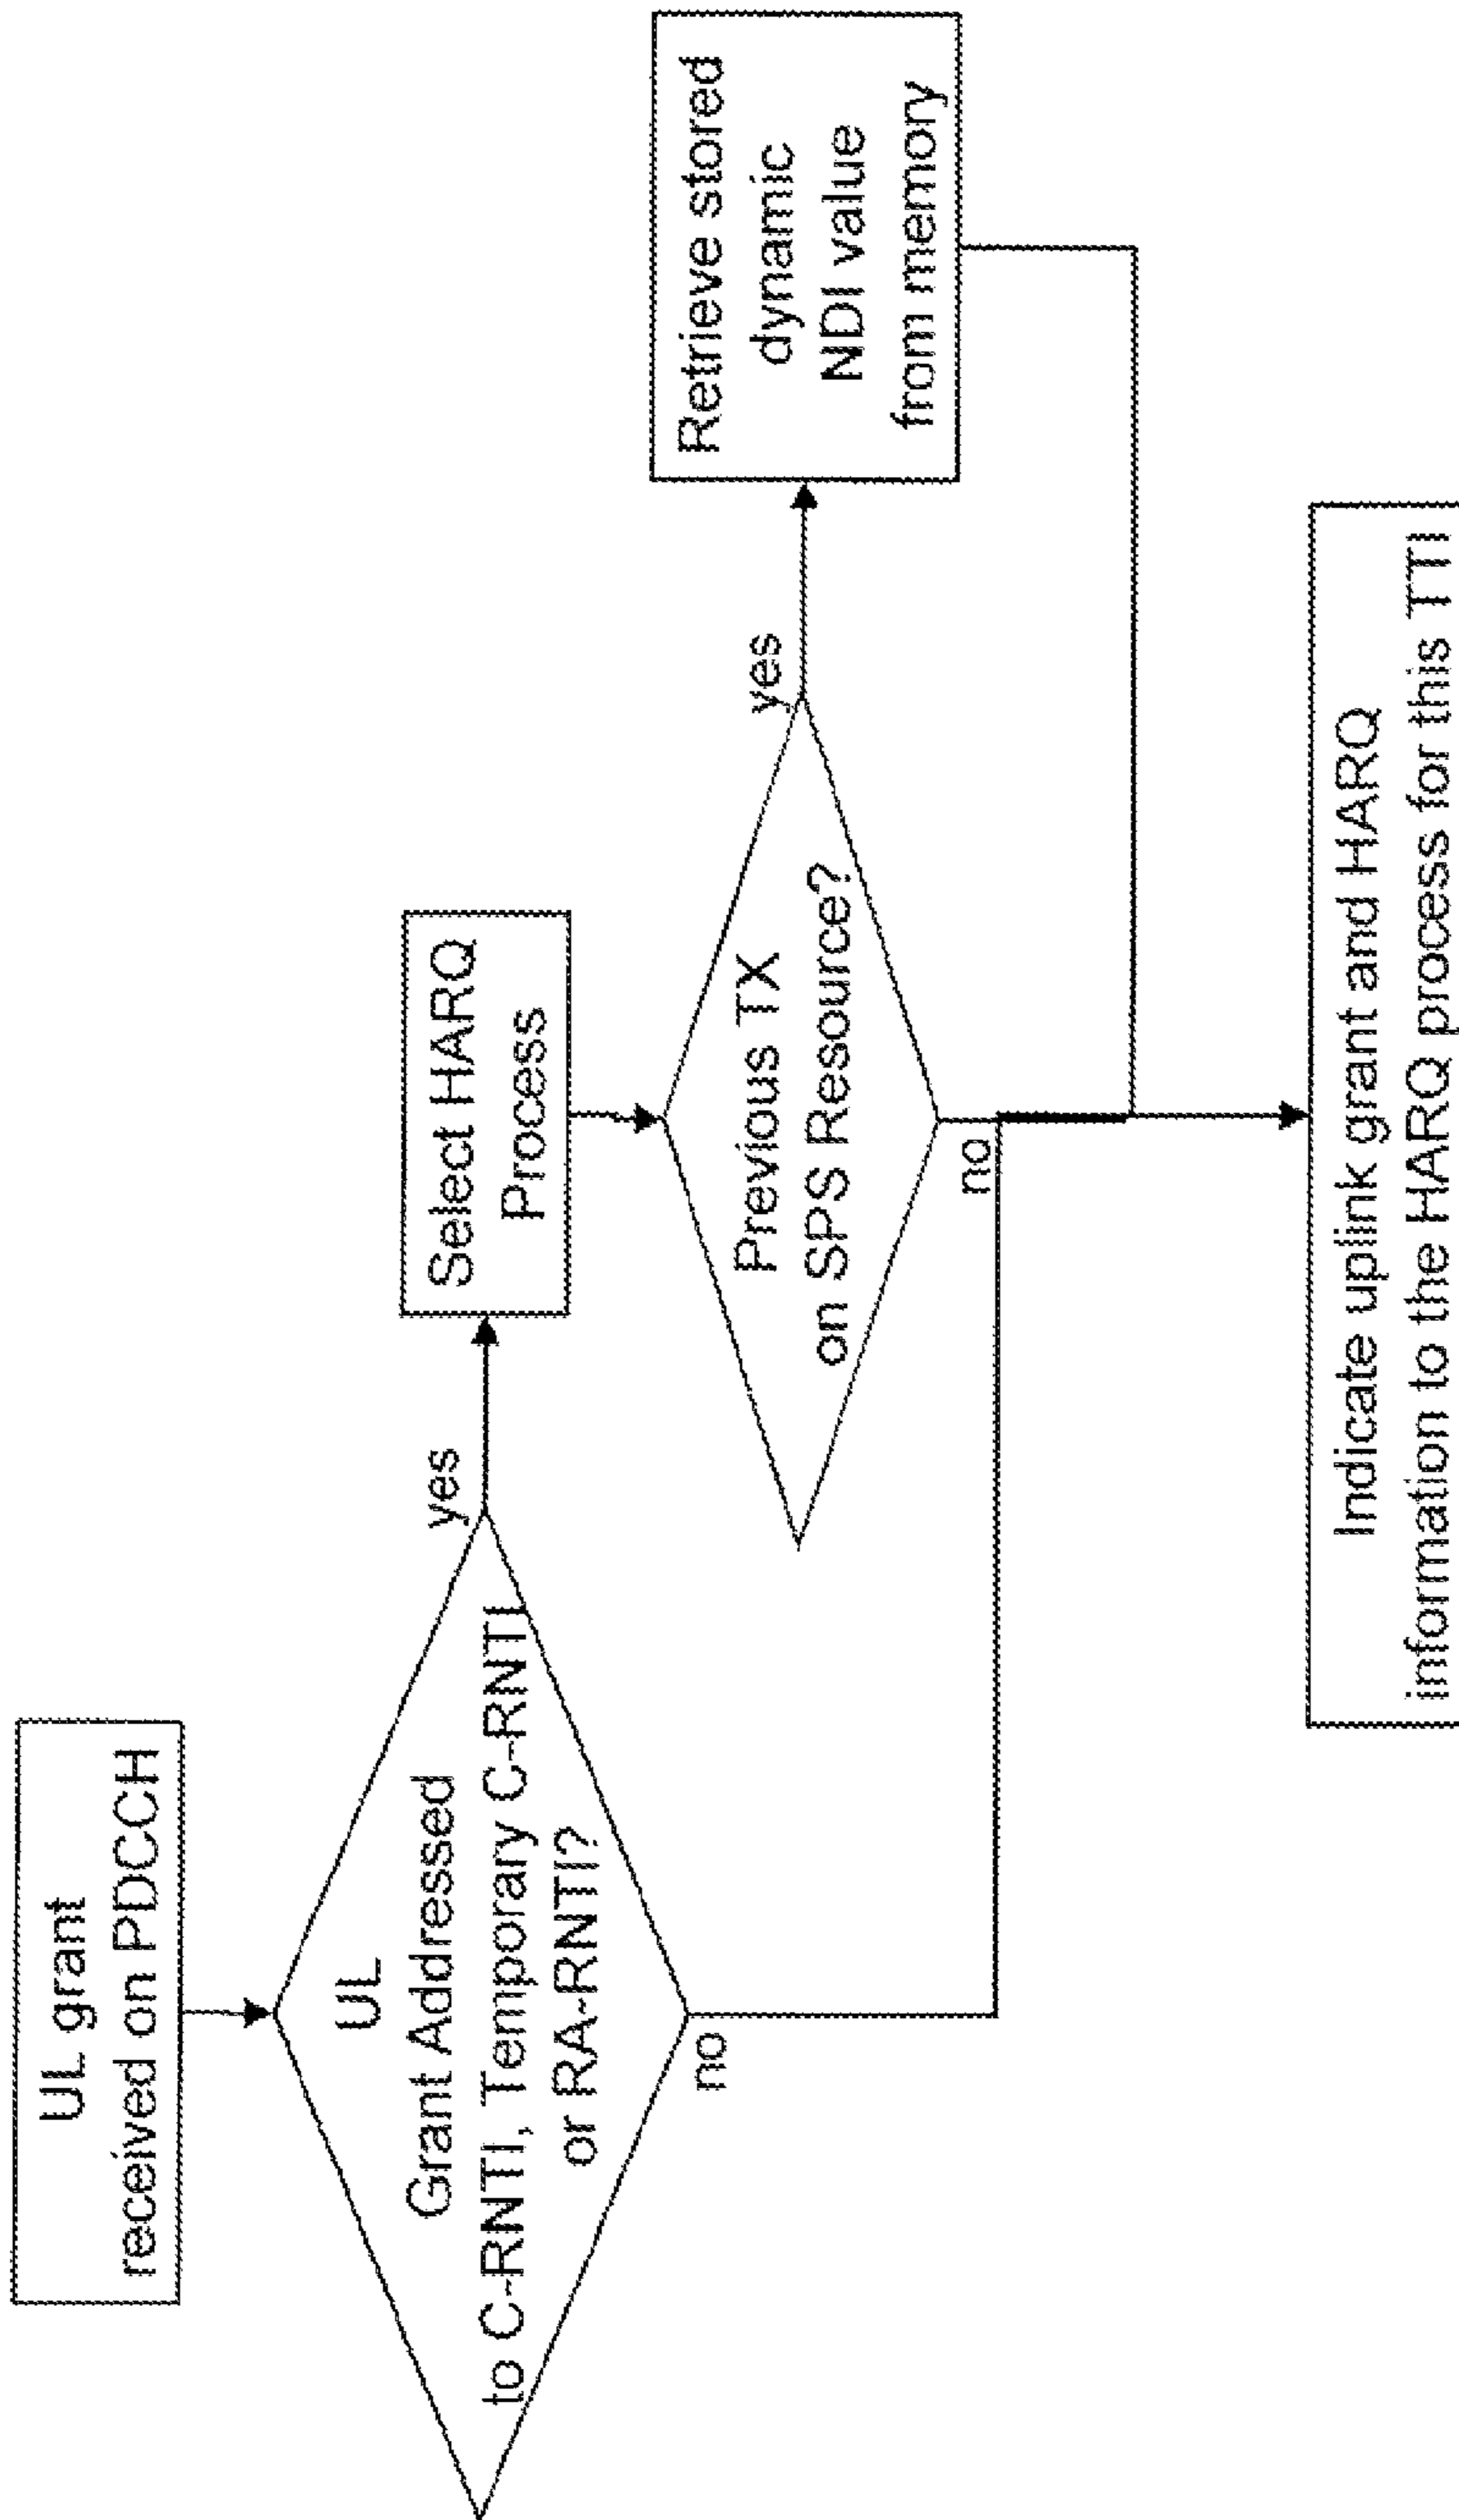 UL grant
received on PDCCH
UL
Grant Addressed
to C-RNTI, Temporary C-RNTI
or RA-RNTI?
yes
no
Select HARQ
Process
Previous TX
on SPS Resource?
yes
no
Retrieve stored
dynamic
NDI value
from memory
Indicate uplink grant and HARQ
information to the HARQ process for this TTI